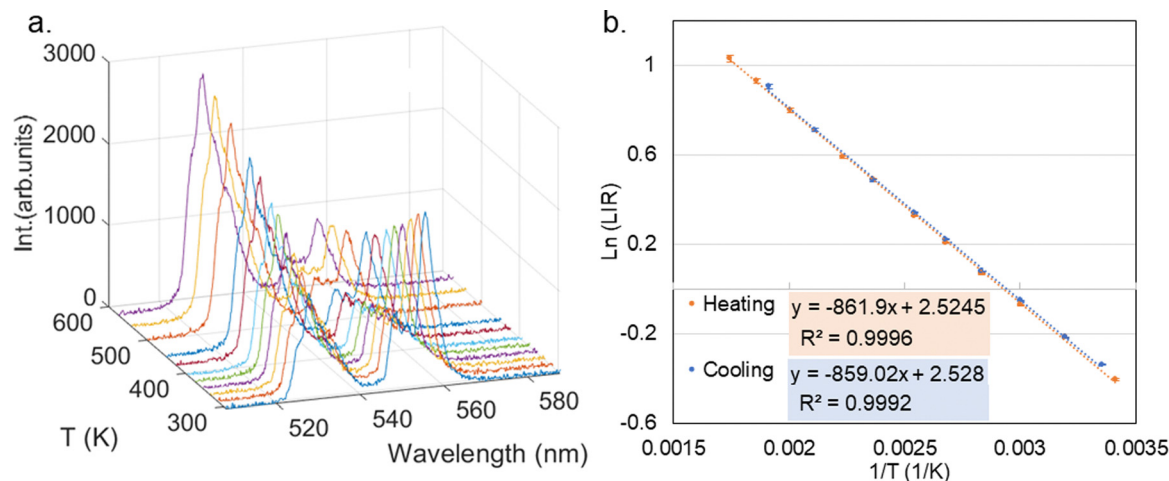 a.
3000
2000
1000
0
Int.(arb.units)
600
500
400
300
T (K)
520
540
560
580
Wavelength (nm)
b.
1
0.6
0.2
-0.2
-0.6
Ln (LIR)
Heating
y = -861.9x + 2.5245
R² = 0.9996
Cooling
y = -859.02x + 2.528
R² = 0.9992
0.0015
0.002
0.0025
0.003
0.0035
1/T (1/K)